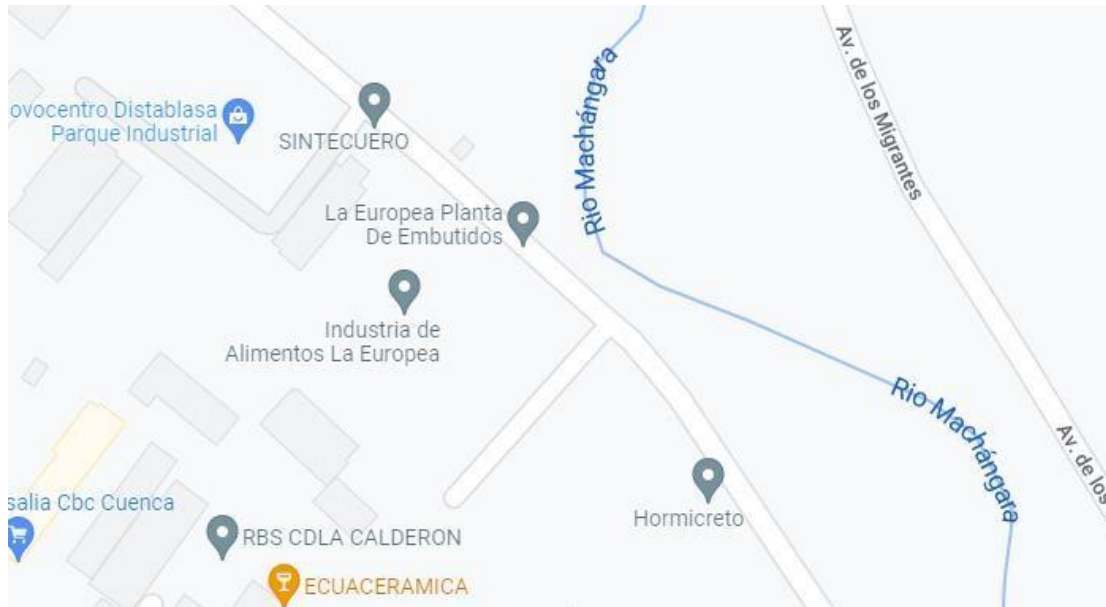 ovocentro Distablasa
Parque Industrial
SINTECUERO
Rio Machángara
Av. de los Migrantes
La Europea Planta
De Embutidos
Industria de
Alimentos La Europea
Rio Machángara
Av. de los
salia Cbc Cuenca
Hormicreto
RBS CDLA CALDERON
ECUACERAMICA